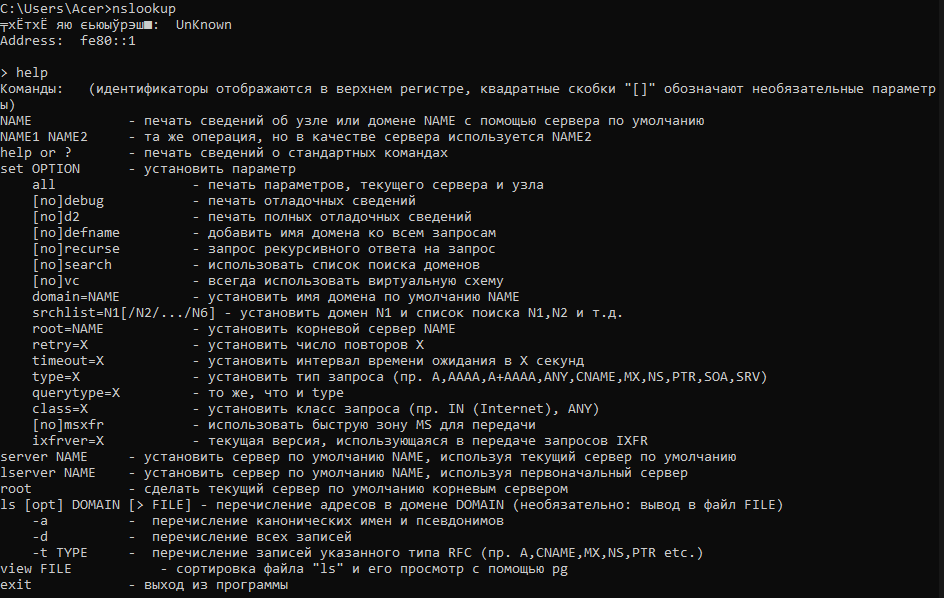 C:\Users\Acer>nslookup
╤хЁтхЁ яю єьюыўрэш■:  UnKnown
Address:  fe80::1
> help
Команды:   (идентификаторы отображаются в верхнем регистре, квадратные скобки "[]" обозначают необязательные параметр
ы)
NAME            - печать сведений об узле или домене NAME с помощью сервера по умолчанию
NAME1 NAME2     - та же операция, но в качестве сервера используется NAME2
help or ?       - печать сведений о стандартных командах
set OPTION      - установить параметр
    all                 - печать параметров, текущего сервера и узла
    [no]debug           - печать отладочных сведений
    [no]d2              - печать полных отладочных сведений
    [no]defname         - добавить имя домена ко всем запросам
    [no]recurse         - запрос рекурсивного ответа на запрос
    [no]search          - использовать список поиска доменов
    [no]vc              - всегда использовать виртуальную схему
    domain=NAME         - установить имя домена по умолчанию NAME
    srchlist=N1[/N2/.../N6] - установить домен N1 и список поиска N1,N2 и т.д.
    root=NAME           - установить корневой сервер NAME
    retry=X             - установить число повторов X
    timeout=X           - установить интервал времени ожидания в X секунд
    type=X              - установить тип запроса (пр. A,AAAA,A+AAAA,ANY,CNAME,MX,NS,PTR,SOA,SRV)
    querytype=X         - то же, что и type
    class=X             - установить класс запроса (пр. IN (Internet), ANY)
    [no]msxfr           - использовать быструю зону MS для передачи
    ixfrver=X           - текущая версия, использующаяся в передаче запросов IXFR
server NAME     - установить сервер по умолчанию NAME, используя текущий сервер по умолчанию
lserver NAME    - установить сервер по умолчанию NAME, используя первоначальный сервер
root            - сделать текущий сервер по умолчанию корневым сервером
ls [opt] DOMAIN [> FILE] - перечисление адресов в домене DOMAIN (необязательно: вывод в файл FILE)
    -a          -  перечисление канонических имен и псевдонимов
    -d          -  перечисление всех записей
    -t TYPE     -  перечисление записей указанного типа RFC (пр. A,CNAME,MX,NS,PTR etc.)
view FILE           - сортировка файла "ls" и его просмотр с помощью pg
exit            - выход из программы